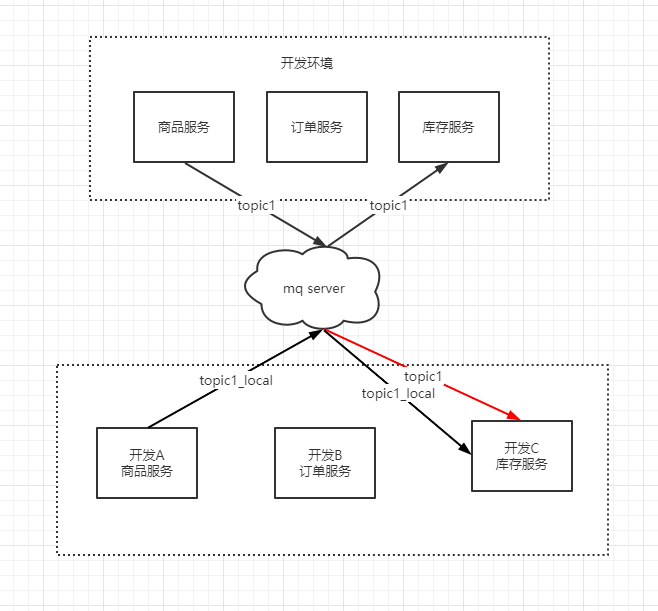 开发环境
商品服务
订单服务
库存服务
topic1
topic1
mq server
topic1
topic1_local
topic1_local
开发A
商品服务
开发B
订单服务
开发C
库存服务